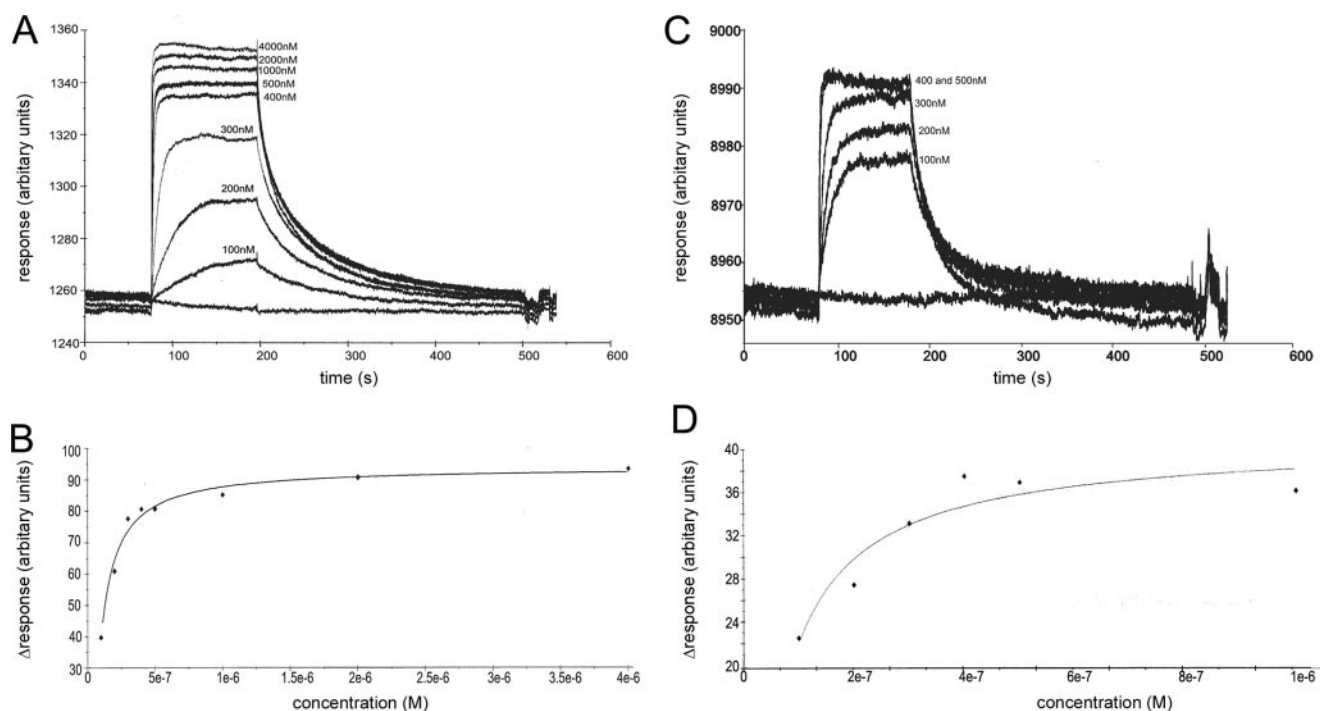 A
response (arbitary units)
1360
1340
1320
1300
1280
1260
1240
4000nM
2000nM
1000nM
500nM
400nM
300nM
200nM
100nM
0
100
200
300
400
500
600
time (s)
C
response (arbitary units)
9000
8990
8980
8970
8960
8950
400 and 500nM
300nM
200nM
100nM
0
100
200
300
400
500
600
time (s)
B
Δresponse (arbitary units)
100
90
80
70
60
50
40
30
0
5e-7
1e-6
1.5e-6
2e-6
2.5e-6
3e-6
3.5e-6
4e-6
concentration (M)
D
Δresponse (arbitary units)
40
36
32
28
24
22
20
0
2e-7
4e-7
6e-7
8e-7
1e-6
concentration (M)